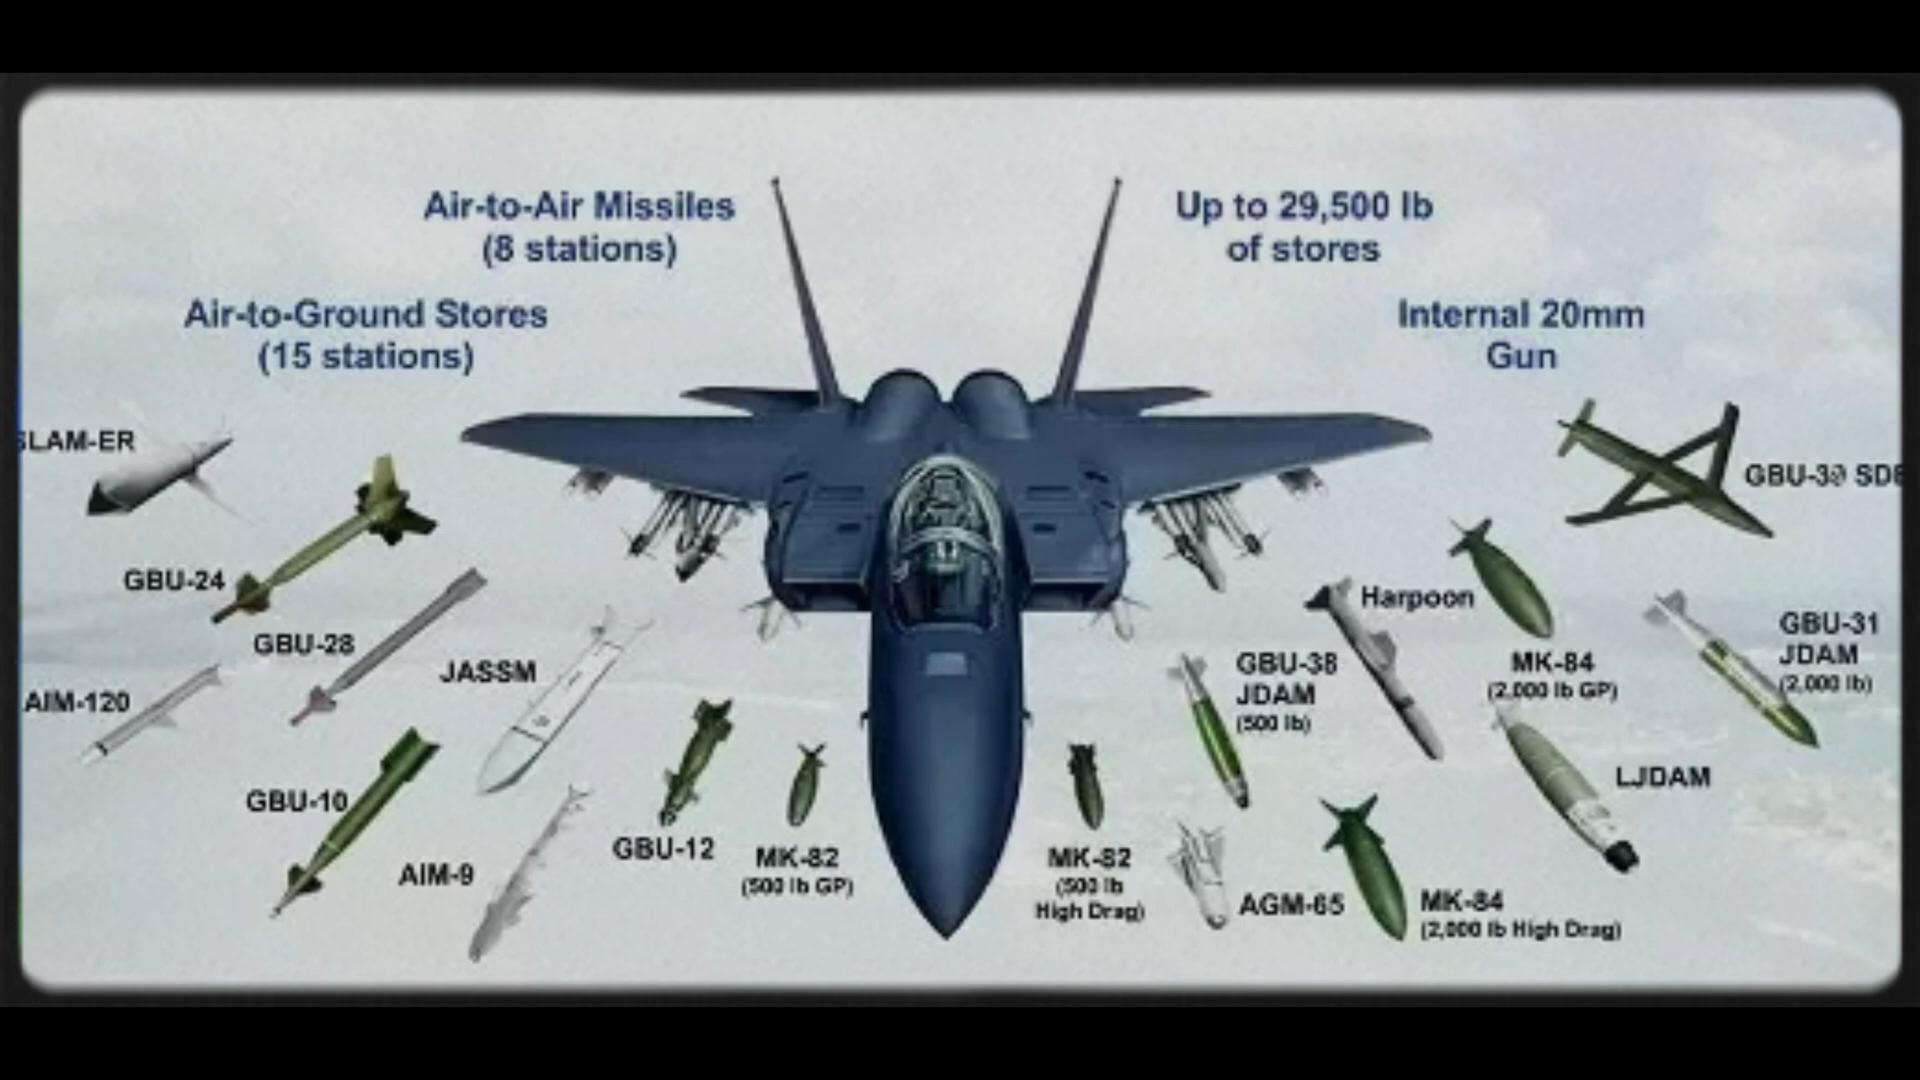 Air-to-Air Missiles
(8 stations)
Up to 29,500 lb
of stores
Air-to-Ground Stores
(15 stations)
Internal 20mm
Gun
SLAM-ER
GBU-39 SDB
GBU-24
Harpoon
GBU-28
JASSM
GBU-38
JDAM
(500 lb)
MK-84
(2,000 lb GP)
GBU-31
JDAM
(2,000 lb)
AIM-120
GBU-10
LJDAM
AIM-9
GBU-12
MK-82
(500 lb GP)
MK-82
(500 lb
High Drag)
AGM-65
MK-84
(2,000 lb High Drag)